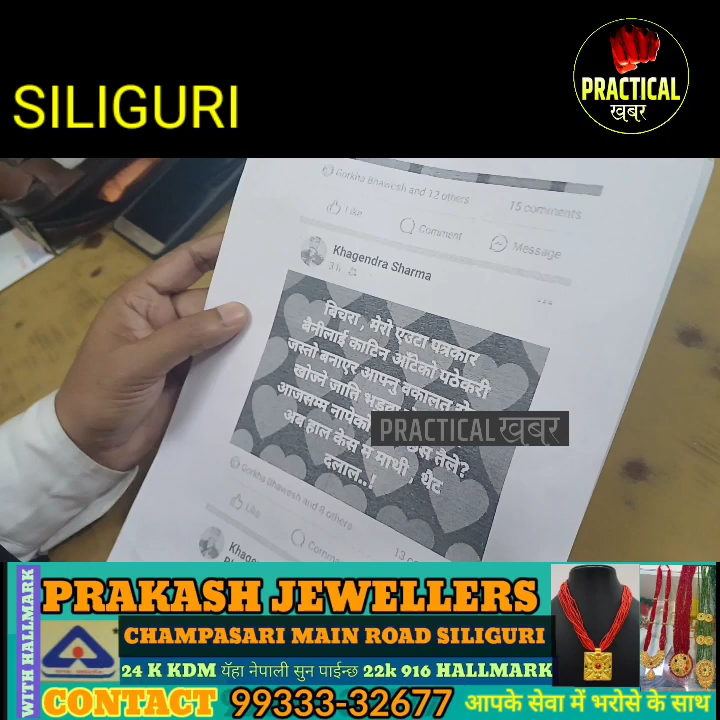 SILIGURI
PRACTICAL
खबर
Gorkha Bhawesh and 12 others
15 comments
Like
Comment
Message
Khagendra Sharma
3 h
बिचरा , मेरो एउटा पत्रकार
बैनीलाई काटिन आँटेको पठेकरी
जस्तो बनाएर आफ्नु वकालत
खोज्ने जाति
आजसम्म नापेको तैले?
अब हाल केस म माथी , थेट
दलाल..!
PRACTICAL खबर
Gorkha Bhawesh and 8 others
Like
13
WITH HALLMARK
PRAKASH JEWELLERS
CHAMPASARI MAIN ROAD SILIGURI
24 K KDM यँहा नेपाली सुन पाईन्छ 22k 916 HALLMARK
CONTACT 99333-32677 आपके सेवा में भरोसे के साथ